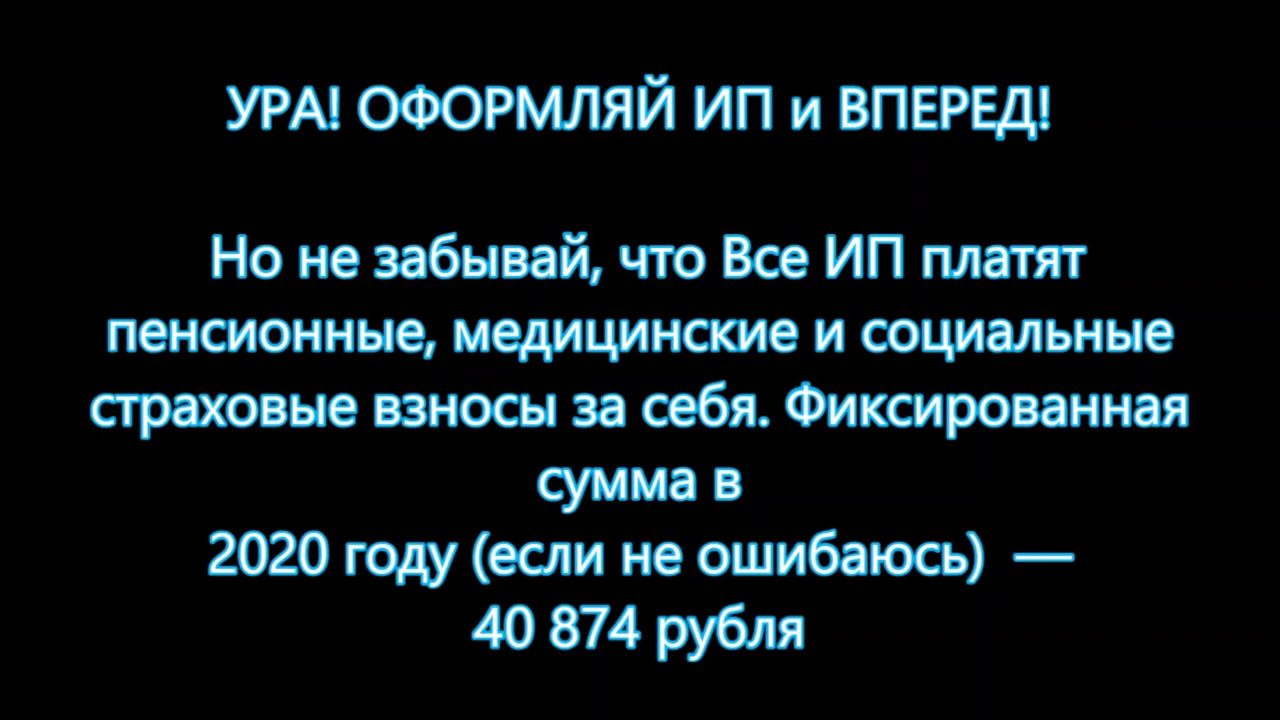 УРА! ОФОРМЛЯЙ ИП и ВПЕРЕД!
Но не забывай, что Все ИП платят
пенсионные, медицинские и социальные
страховые взносы за себя. Фиксированная
сумма в
2020 году (если не ошибаюсь) —
40 874 рубля